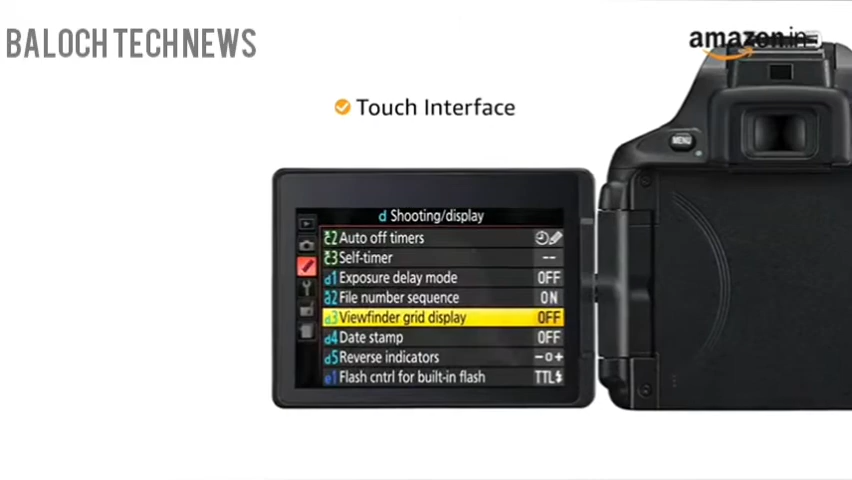 BALOCH TECHNEWS
amazon.in
Touch Interface
MENU
d Shooting/display
c2 Auto off timers
c3 Self-timer --
d1 Exposure delay mode OFF
d2 File number sequence ON
d3 Viewfinder grid display OFF
d4 Date stamp OFF
d5 Reverse indicators -o+
e1 Flash cntrl for built-in flash TTL